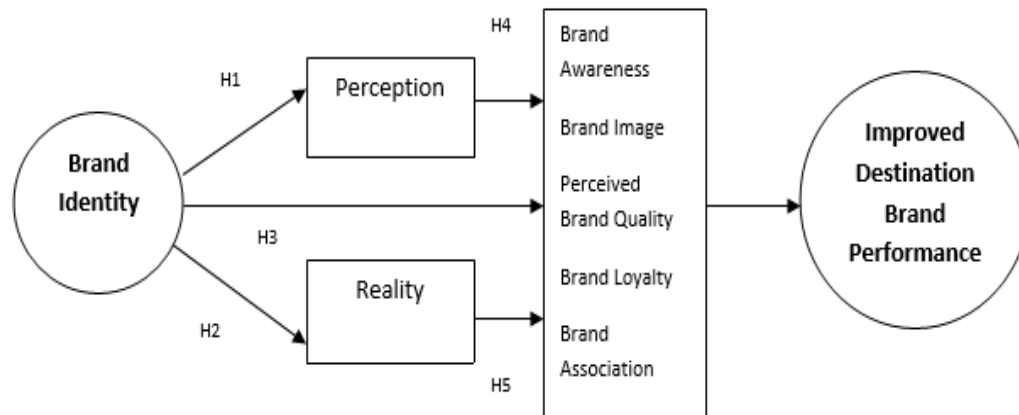 H1
H4
Brand
Identity
H3
H2
Perception
Reality
H5
Brand
Awareness
Brand Image
Perceived
Brand Quality
Brand Loyalty
Brand
Association
Improved
Destination
Brand
Performance